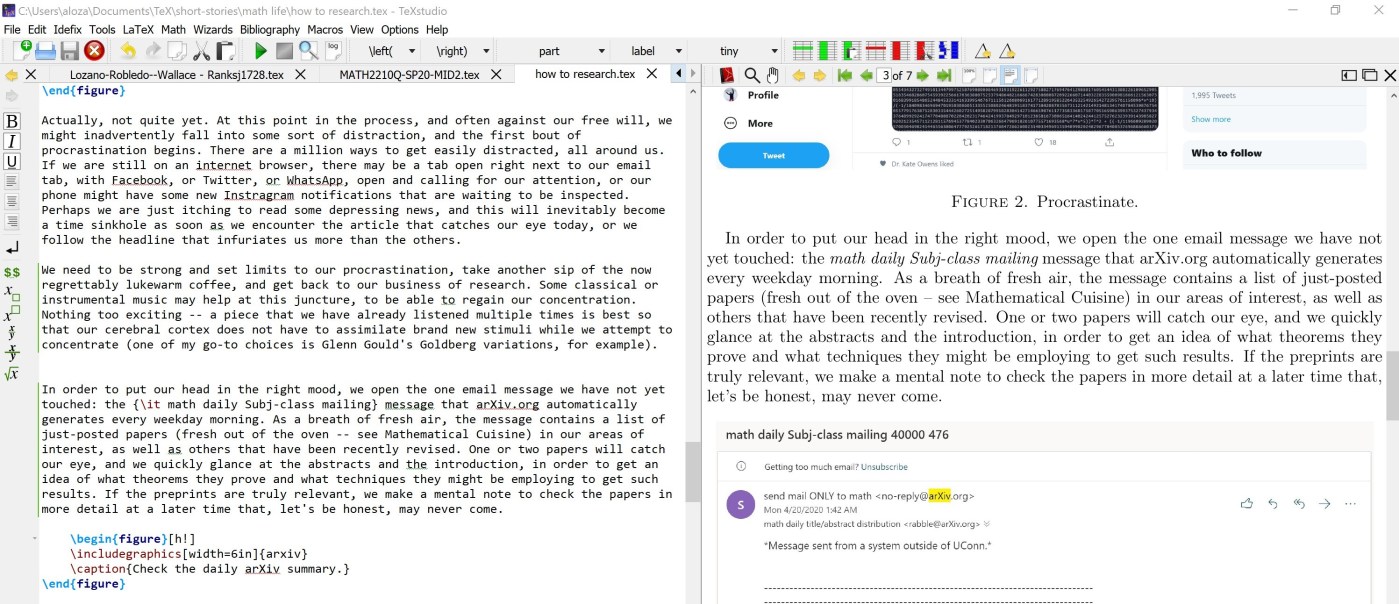 C:\Users\aloza\Documents\TeX\short-stories\math life\how to research.tex - TeXstudio
File Edit Idefix Tools LaTeX Math Wizards Bibliography Macros View Options Help
log \left( \right) part label tiny
Lozano-Robledo--Wallace - Ranksj1728.tex MATH2210Q-SP20-MID2.tex how to research.tex
\end{figure}
Actually, not quite yet. At this point in the process, and often against our free will, we
might inadvertently fall into some sort of distraction, and the first bout of
procrastination begins. There are a million ways to get easily distracted, all around us.
If we are still on an internet browser, there may be a tab open right next to our email
tab, with Facebook, or Twitter, or WhatsApp, open and calling for our attention, or our
phone might have some new Instragram notifications that are waiting to be inspected.
Perhaps we are just itching to read some depressing news, and this will inevitably become
a time sinkhole as soon as we encounter the article that catches our eye today, or we
follow the headline that infuriates us more than the others.
We need to be strong and set limits to our procrastination, take another sip of the now
regrettably lukewarm coffee, and get back to our business of research. Some classical or
instrumental music may help at this juncture, to be able to regain our concentration.
Nothing too exciting -- a piece that we have already listened multiple times is best so
that our cerebral cortex does not have to assimilate brand new stimuli while we attempt to
concentrate (one of my go-to choices is Glenn Gould's Goldberg variations, for example).
In order to put our head in the right mood, we open the one email message we have not yet
touched: the {\it math daily Subj-class mailing} message that arXiv.org automatically
generates every weekday morning. As a breath of fresh air, the message contains a list of
just-posted papers (fresh out of the oven -- see Mathematical Cuisine) in our areas of
interest, as well as others that have been recently revised. One or two papers will catch
our eye, and we quickly glance at the abstracts and the introduction, in order to get an
idea of what theorems they prove and what techniques they might be employing to get such
results. If the preprints are truly relevant, we make a mental note to check the papers in
more detail at a later time that, let's be honest, may never come.
\begin{figure}[h!]
\includegraphics[width=6in]{arxiv}
\caption{Check the daily arXiv summary.}
\end{figure}
B
I
U
$$
3 of 7
Profile
More
Tweet
1 1 18
Dr. Kate Owens liked
1,995 Tweets
Show more
Who to follow
FIGURE 2. Procrastinate.
In order to put our head in the right mood, we open the one email message we have not
yet touched: the math daily Subj-class mailing message that arXiv.org automatically generates
every weekday morning. As a breath of fresh air, the message contains a list of just-posted
papers (fresh out of the oven – see Mathematical Cuisine) in our areas of interest, as well as
others that have been recently revised. One or two papers will catch our eye, and we quickly
glance at the abstracts and the introduction, in order to get an idea of what theorems they
prove and what techniques they might be employing to get such results. If the preprints are
truly relevant, we make a mental note to check the papers in more detail at a later time that,
let's be honest, may never come.
math daily Subj-class mailing 40000 476
Getting too much email? Unsubscribe
S
send mail ONLY to math <no-reply@arXiv.org>
Mon 4/20/2020 1:42 AM
math daily title/abstract distribution <rabble@arXiv.org>
*Message sent from a system outside of UConn.*